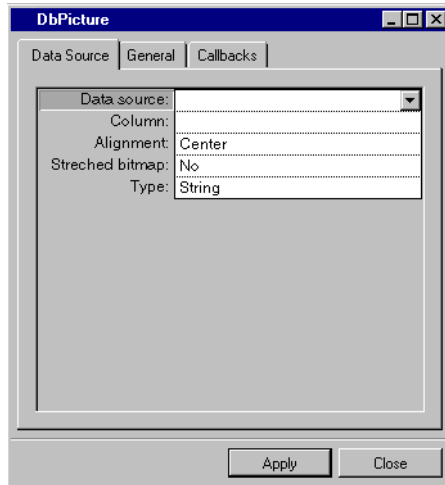 DbPicture
Data Source General Callbacks
Data source:
Column:
Alignment: Center
Streched bitmap: No
Type: String
Apply Close